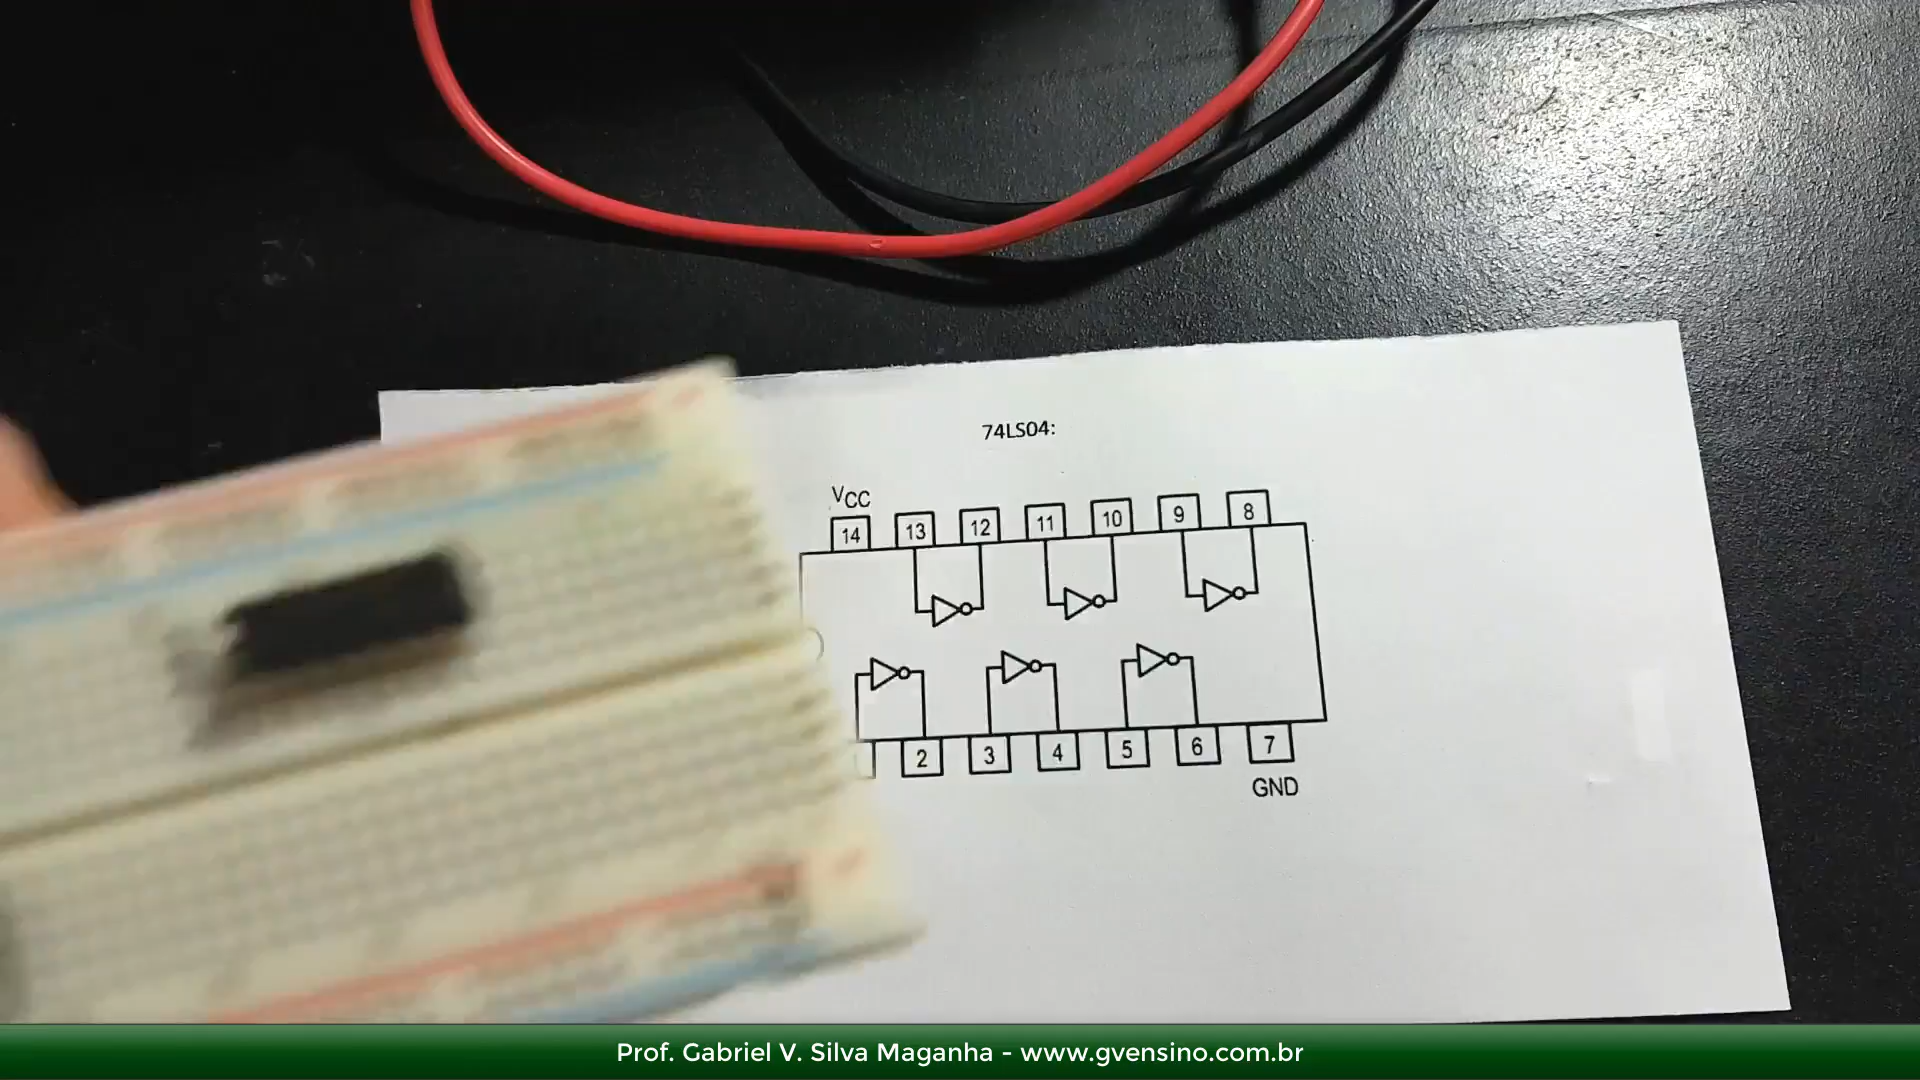 74LS04:
VCC
14 13 12 11 10 9 8
2 3 4 5 6 7
GND
Prof. Gabriel V. Silva Maganha - www.gvensino.com.br